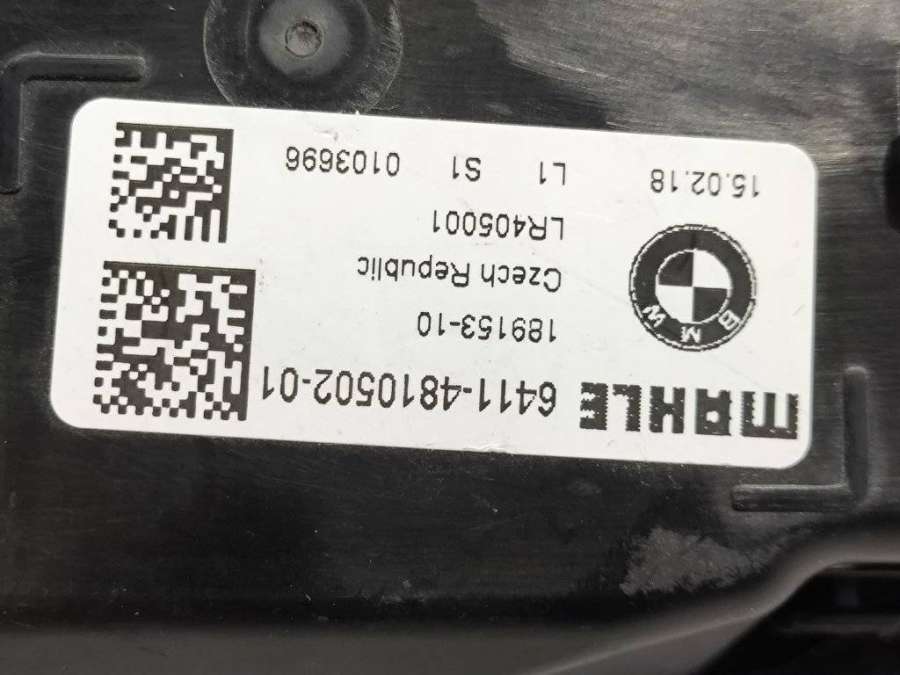 MAHLE 6411-4810502-01
189153-10
Czech Republic
BMW
LR405001
15.02.18 L1 S1 0103696